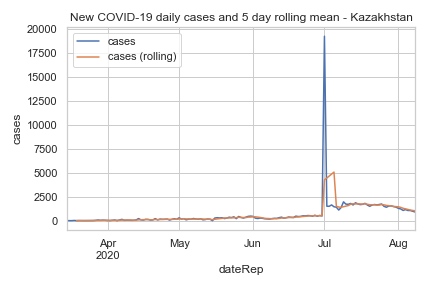 New COVID-19 daily cases and 5 day rolling mean - Kazakhstan
20000
17500
15000
12500
10000
7500
5000
2500
0
cases
cases
cases (rolling)
Apr
2020
May
Jun
Jul
Aug
dateRep